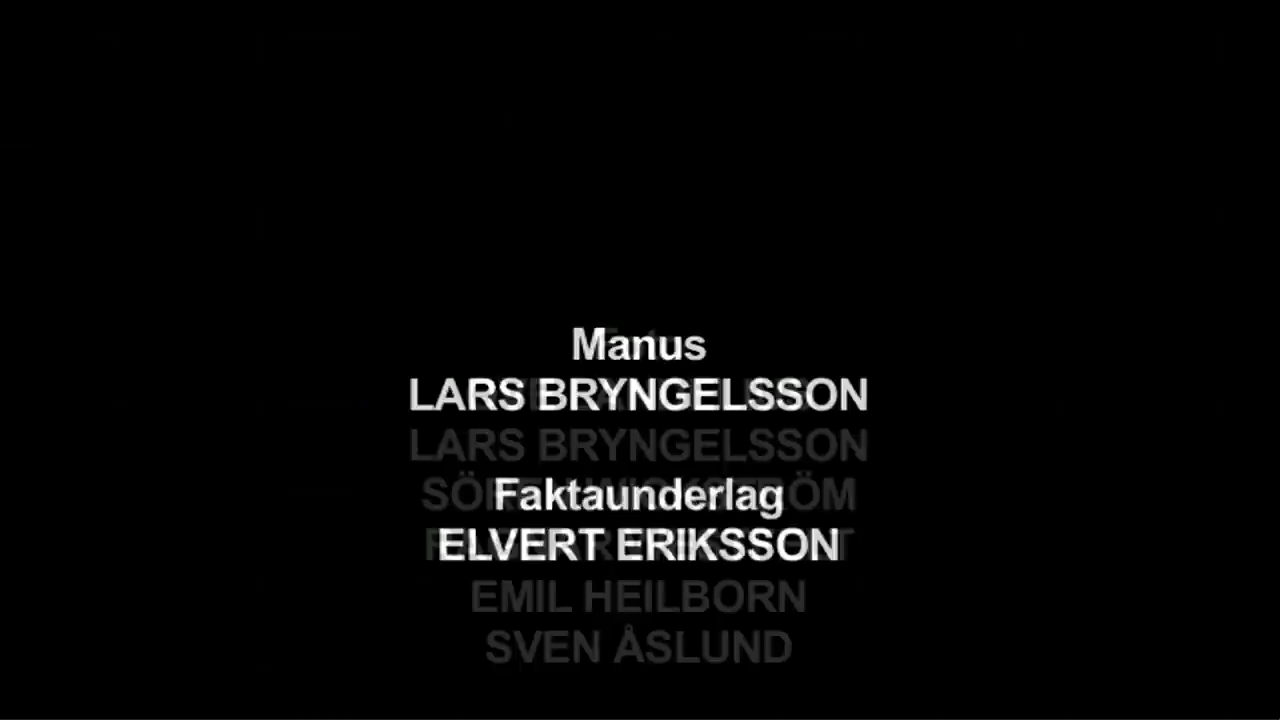 Manus
LARS BRYNGELSSON
LARS BRYNGELSSON
Faktaunderlag
ELVERT ERIKSSON
EMIL HEILBORN
SVEN ÅSLUND